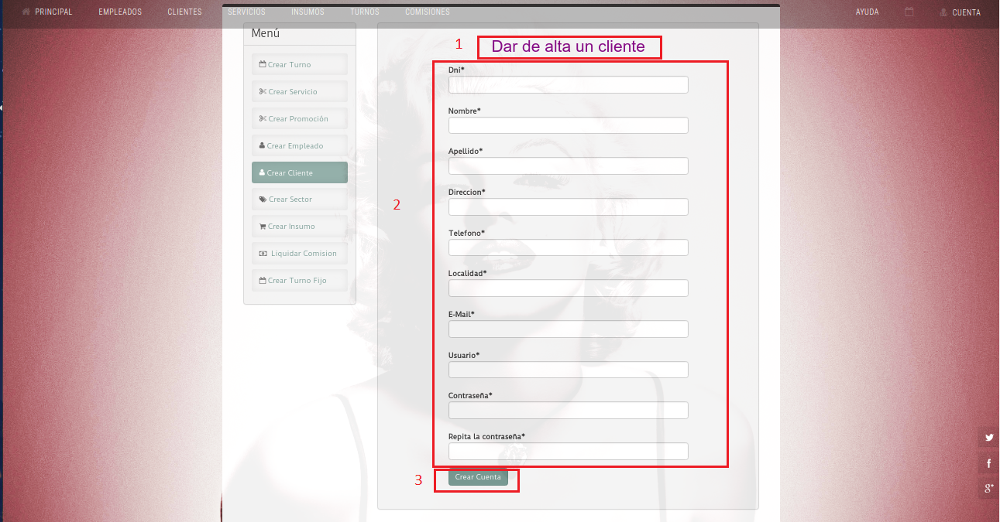 PRINCIPAL EMPLEADOS CLIENTES SERVICIOS INSUMOS TURNOS COMISIONES AYUDA CUENTA
Menú
Crear Turno
Crear Servicio
Crear Promoción
Crear Empleado
Crear Cliente
Crear Sector
Crear Insumo
Liquidar Comision
Crear Turno Fijo
1 Dar de alta un cliente
Dni*
Nombre*
Apellido*
Direccion*
2
Telefono*
Localidad*
E-Mail*
Usuario*
Contraseña*
Repita la contraseña*
3 Crear Cuenta